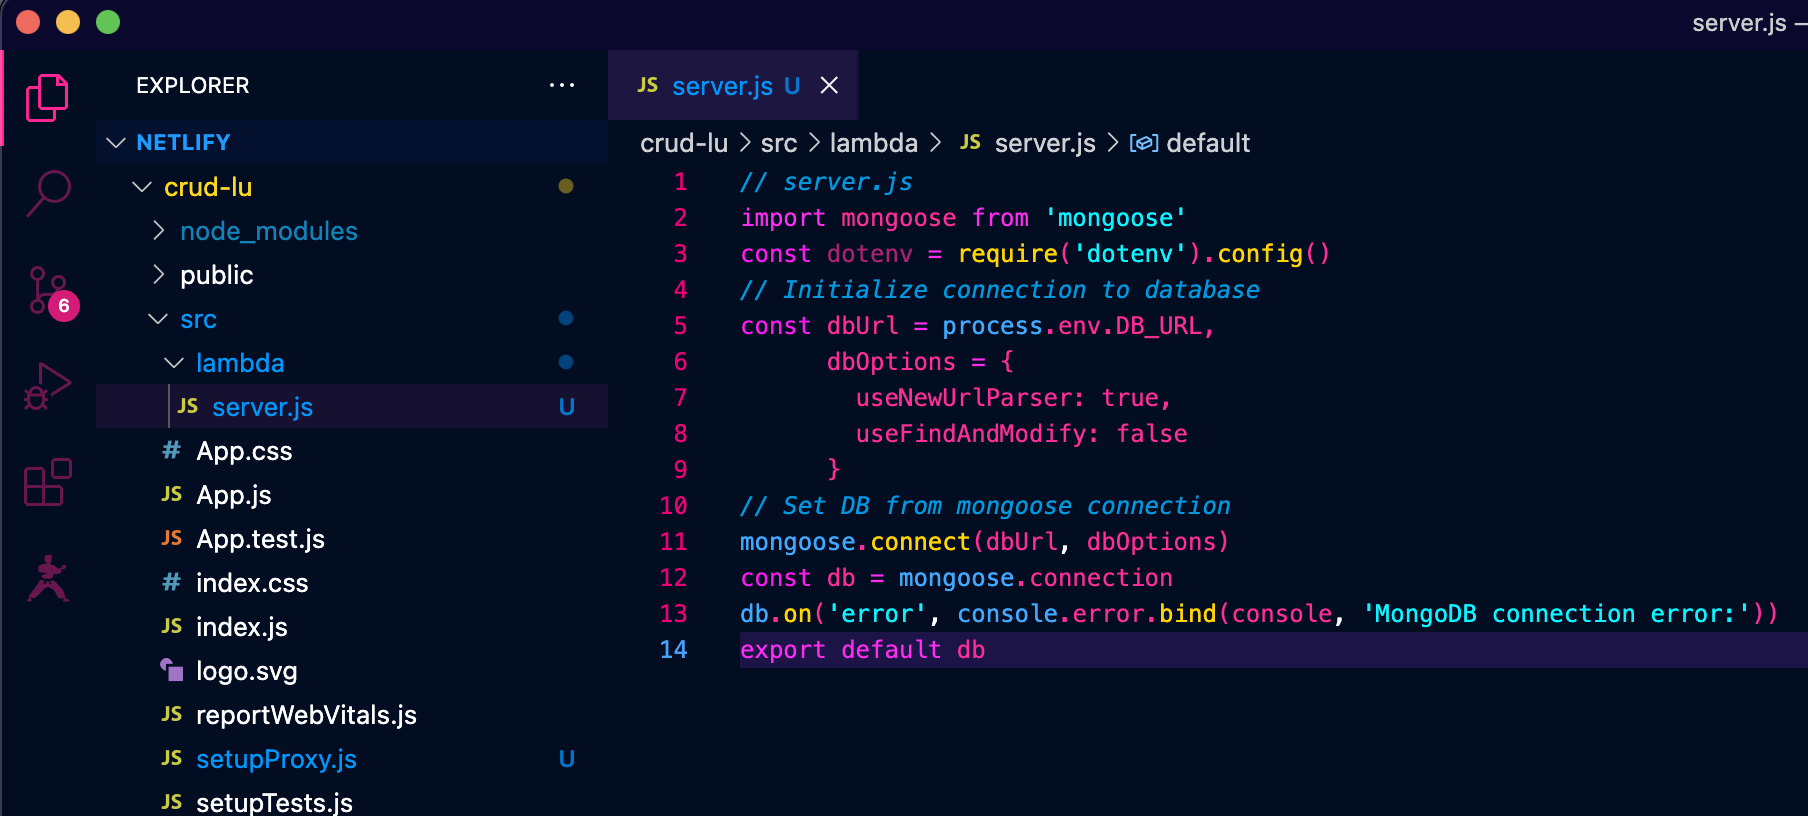 server.js —
EXPLORER
NETLIFY
crud-lu
node_modules
public
src
lambda
JS server.js U
# App.css
JS App.js
JS App.test.js
# index.css
JS index.js
logo.svg
JS reportWebVitals.js
JS setupProxy.js U
JS setupTests.js
6
JS server.js U
crud-lu > src > lambda > JS server.js > default
1 // server.js
2 import mongoose from 'mongoose'
3 const dotenv = require('dotenv').config()
4 // Initialize connection to database
5 const dbUrl = process.env.DB_URL,
6       dbOptions = {
7         useNewUrlParser: true,
8         useFindAndModify: false
9       }
10 // Set DB from mongoose connection
11 mongoose.connect(dbUrl, dbOptions)
12 const db = mongoose.connection
13 db.on('error', console.error.bind(console, 'MongoDB connection error:'))
14 export default db